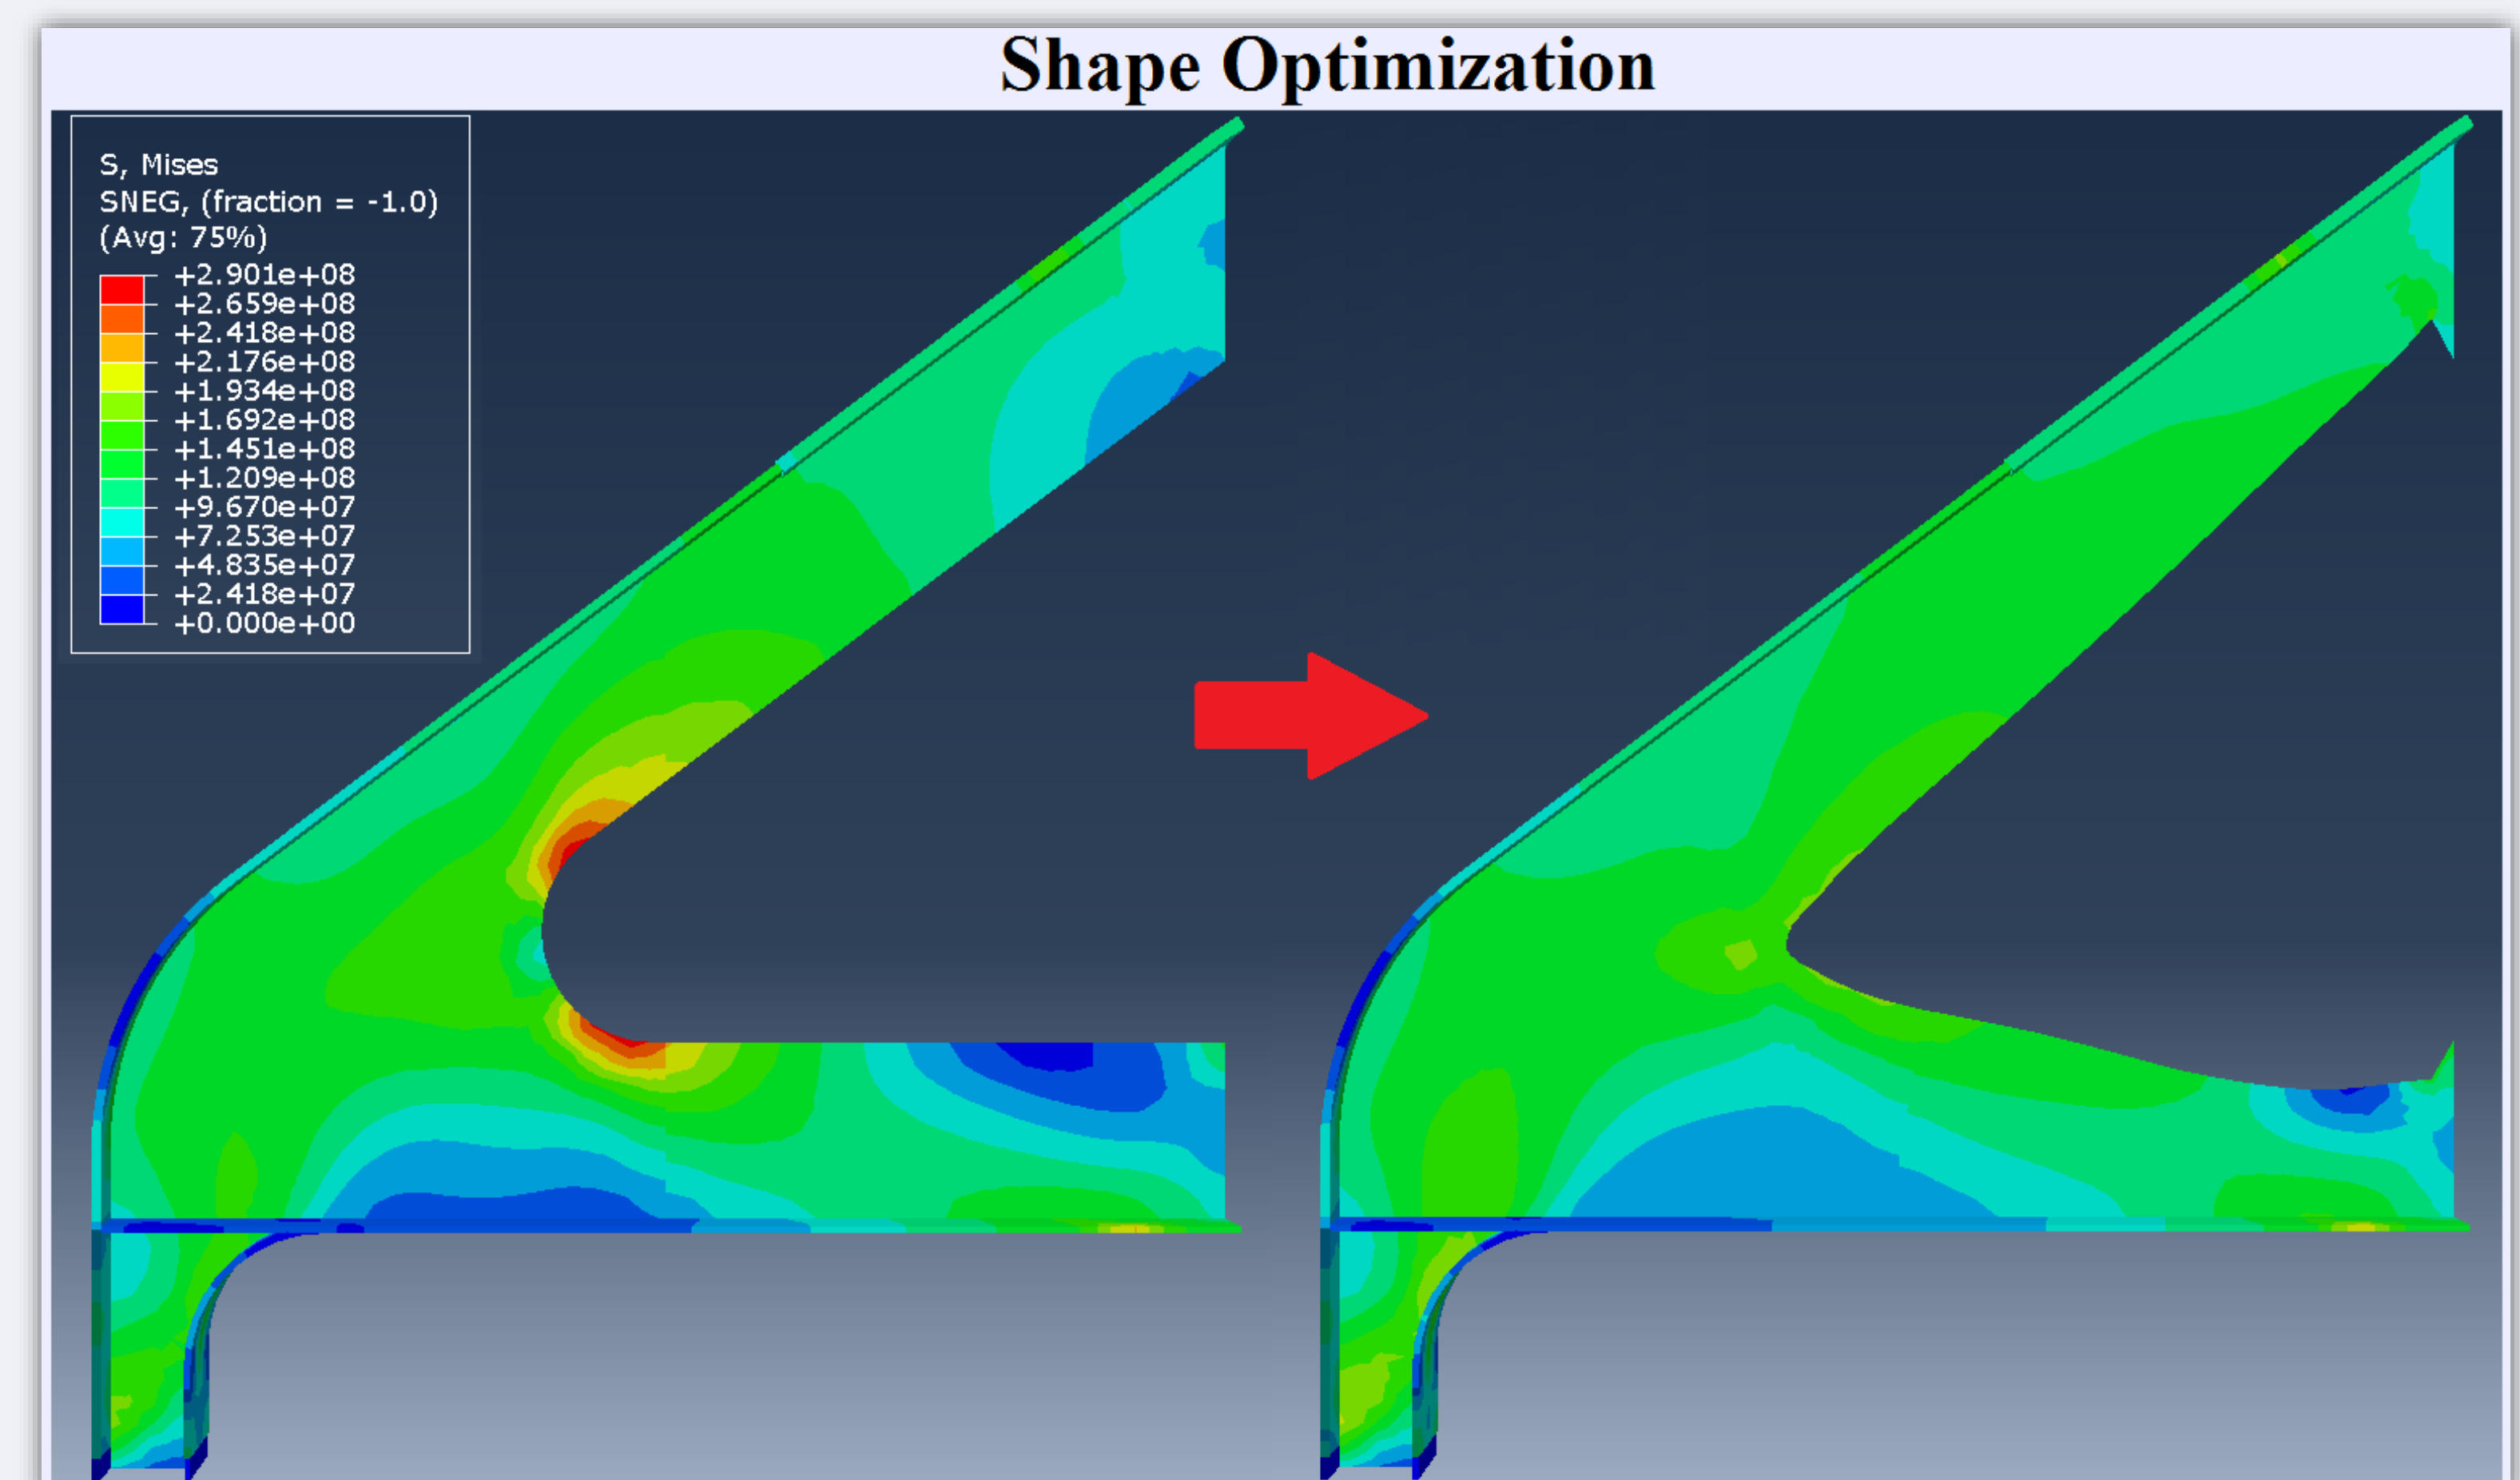 Shape Optimization
S, Mises
SNEG, (fraction = -1.0)
(Avg: 75%)
+2.901e+08
+2.659e+08
+2.418e+08
+2.176e+08
+1.934e+08
+1.692e+08
+1.451e+08
+1.209e+08
+9.670e+07
+7.253e+07
+4.835e+07
+2.418e+07
+0.000e+00